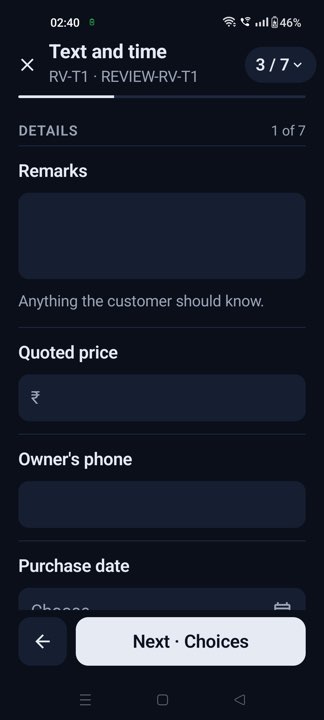 02:40 46%
Text and time
RV-T1 · REVIEW-RV-T1
3 / 7
DETAILS 1 of 7
Remarks
Anything the customer should know.
Quoted price
₹
Owner's phone
Purchase date
Choose
Next · Choices